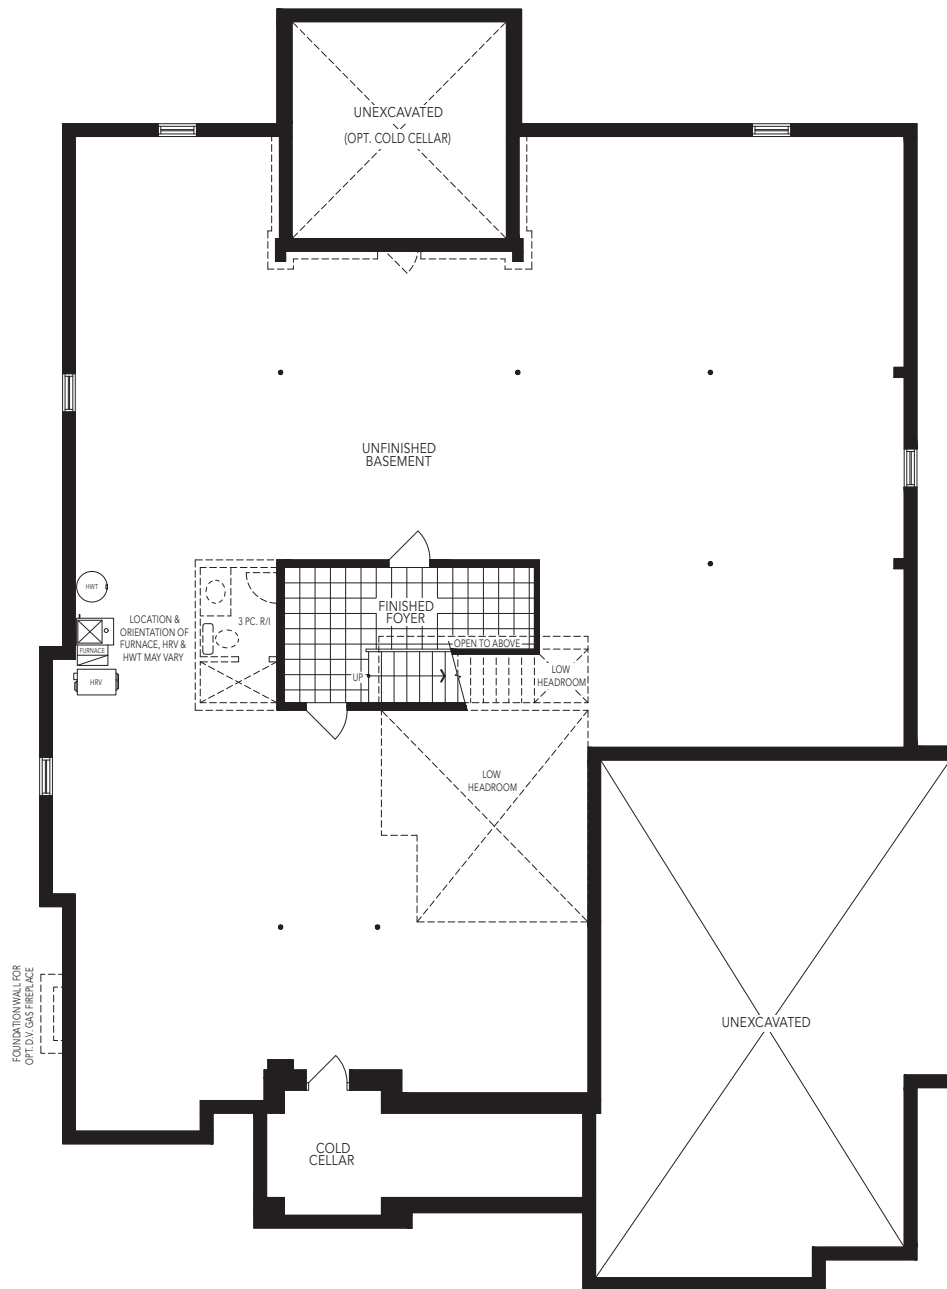 UNEXCAVATED
(OPT. COLD CELLAR)
UNFINISHED
BASEMENT
HWT
LOCATION &
ORIENTATION OF
FURNACE, HRV &
HWT MAY VARY
FURNACE
HRV
3 PC. R/I
FINISHED
FOYER
OPEN TO ABOVE
UP
LOW
HEADROOM
LOW
HEADROOM
FOUNDATION WALL FOR
OPT. D.V. GAS FIREPLACE
UNEXCAVATED
COLD
CELLAR